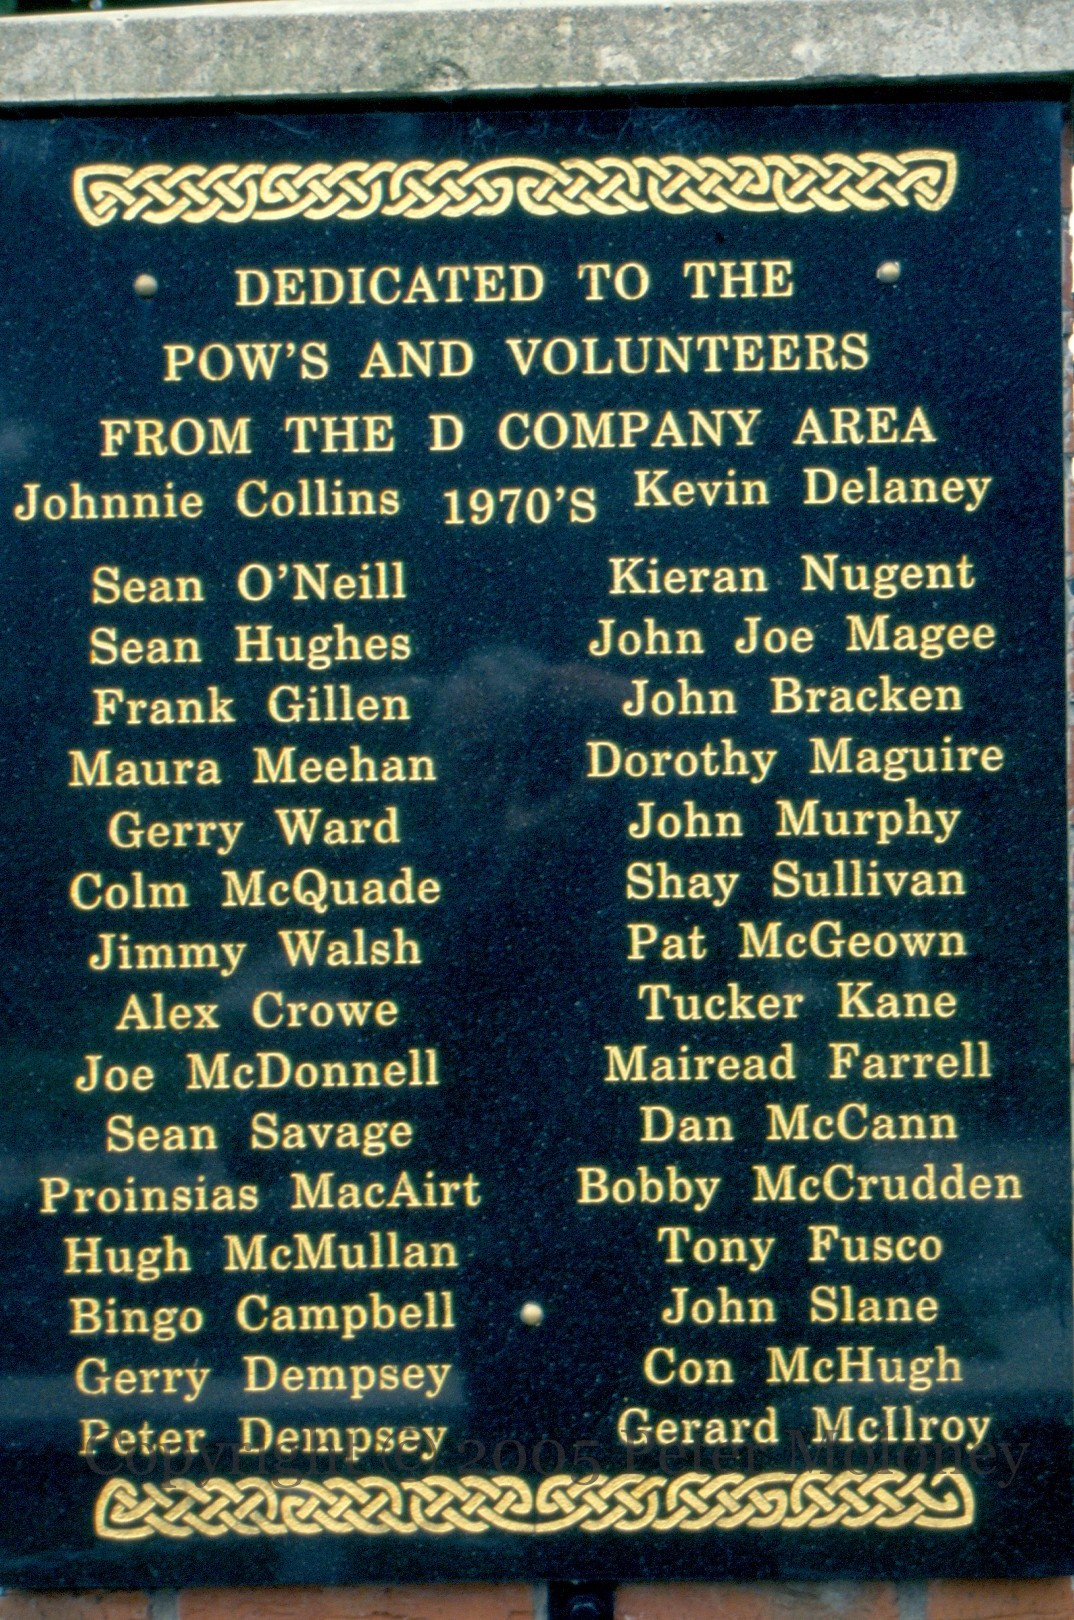 DEDICATED TO THE
POW'S AND VOLUNTEERS
FROM THE D COMPANY AREA
Johnnie Collins 1970'S Kevin Delaney
Sean O'Neill Kieran Nugent
Sean Hughes John Joe Magee
Frank Gillen John Bracken
Maura Meehan Dorothy Maguire
Gerry Ward John Murphy
Colm McQuade Shay Sullivan
Jimmy Walsh Pat McGeown
Alex Crowe Tucker Kane
Joe McDonnell Mairead Farrell
Sean Savage Dan McCann
Proinsias MacAirt Bobby McCrudden
Hugh McMullan Tony Fusco
Bingo Campbell John Slane
Gerry Dempsey Con McHugh
Peter Dempsey Gerard McIlroy
Copyright © 2005 Peter Moloney